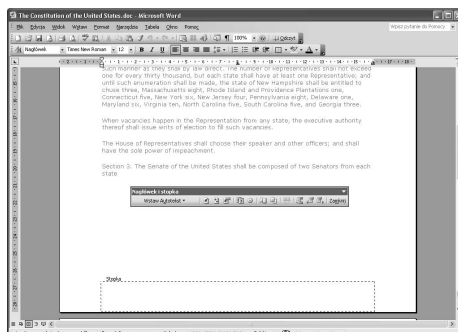 The Constitution of the United States.doc - Microsoft Word
Plik Edycja Widok Wstaw Format Narzędzia Tabela Okno Pomoc
Wpisz pytanie do Pomocy
100% Odczyt
Nagłówek Times New Roman 12 B I U
such manner as they shall by law direct. The number of Representatives shall not exceed
one for every thirty thousand, but each state shall have at least one Representative; and
until such enumeration shall be made, the state of New Hampshire shall be entitled to
chuse three, Massachusetts eight, Rhode Island and Providence Plantations one,
Connecticut five, New York six, New Jersey four, Pennsylvania eight, Delaware one,
Maryland six, Virginia ten, North Carolina five, South Carolina five, and Georgia three.
When vacancies happen in the Representation from any state, the executive authority
thereof shall issue writs of election to fill such vacancies.
The House of Representatives shall choose their speaker and other officers; and shall
have the sole power of impeachment.
Section 3. The Senate of the United States shall be composed of two Senators from each
state
Nagłówek i stopka
Wstaw Autotekst Zamknij
Stopka